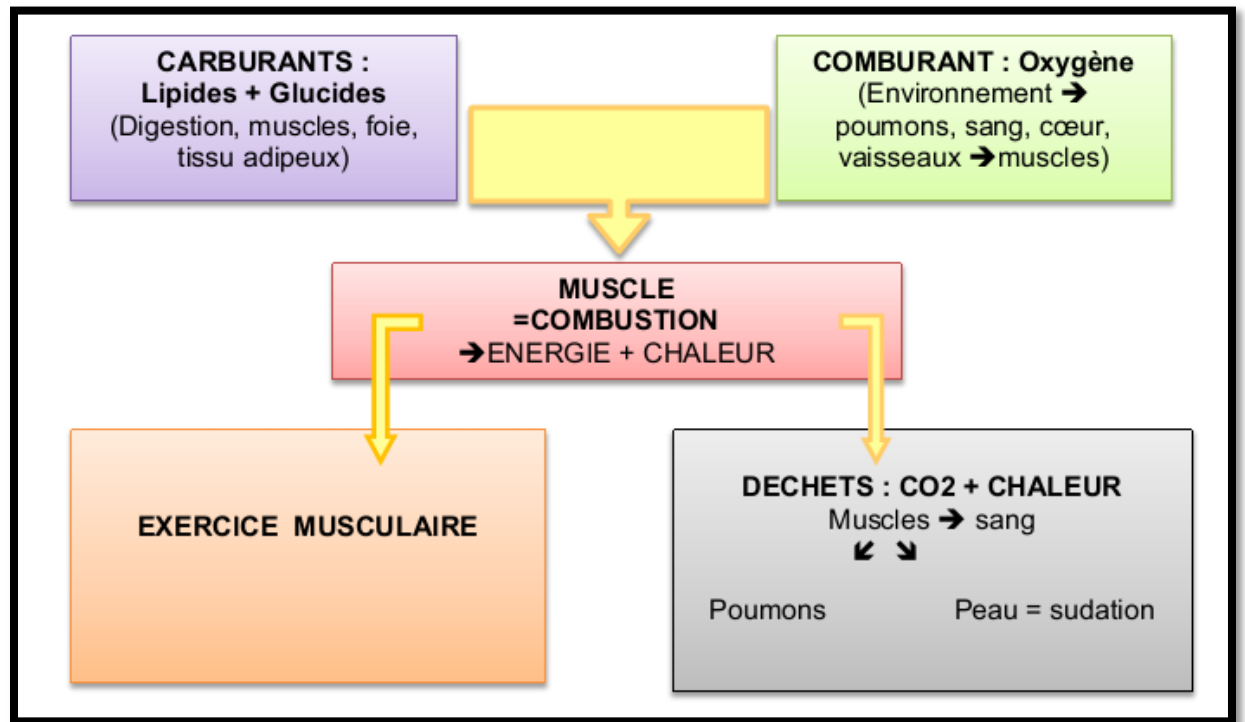 CARBURANTS :
Lipides + Glucides
(Digestion, muscles, foie,
tissu adipeux)
COMBURANT : Oxygène
(Environnement ➔
poumons, sang, cœur,
vaisseaux ➔muscles)
MUSCLE
=COMBUSTION
➔ENERGIE + CHALEUR
EXERCICE MUSCULAIRE
DECHETS : CO2 + CHALEUR
Muscles ➔ sang
Poumons Peau = sudation